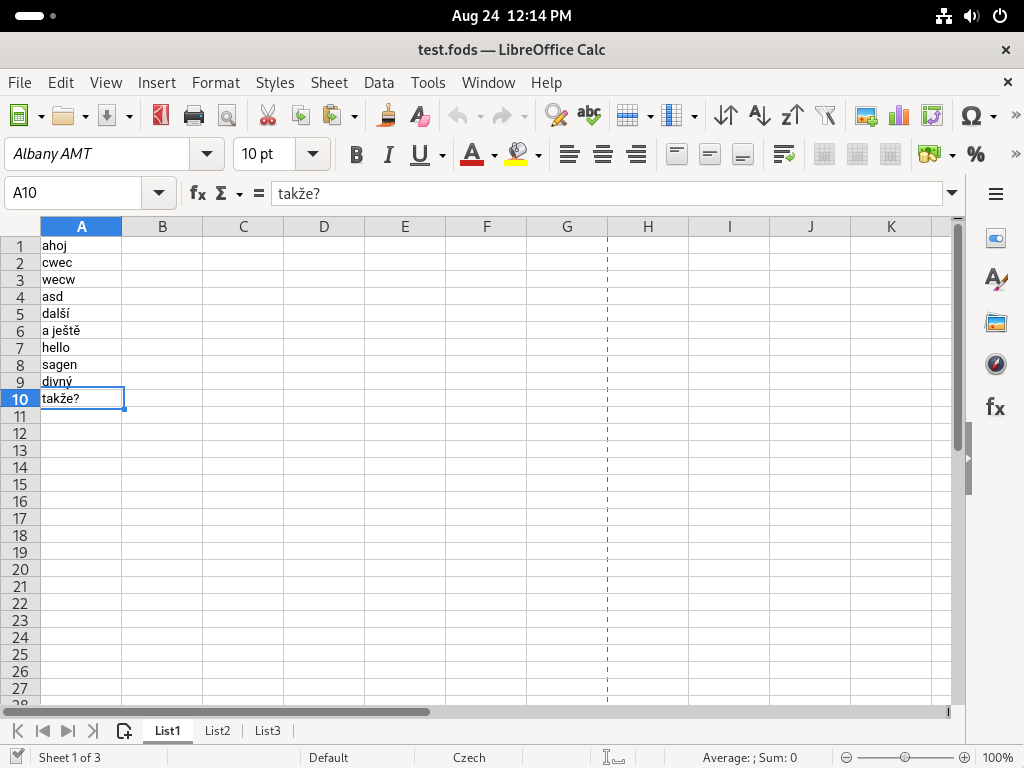 Aug 24 12:14 PM
test.fods — LibreOffice Calc
File Edit View Insert Format Styles Sheet Data Tools Window Help
Albany AMT 10 pt
A10 takže?
A B C D E F G H I J K
1 ahoj
2 cwec
3 wecw
4 asd
5 další
6 a ještě
7 hello
8 sagen
9 divný
10 takže?
11
12
13
14
15
16
17
18
19
20
21
22
23
24
25
26
27
28
List1 List2 List3
Sheet 1 of 3 Default Czech Average: ; Sum: 0 100%